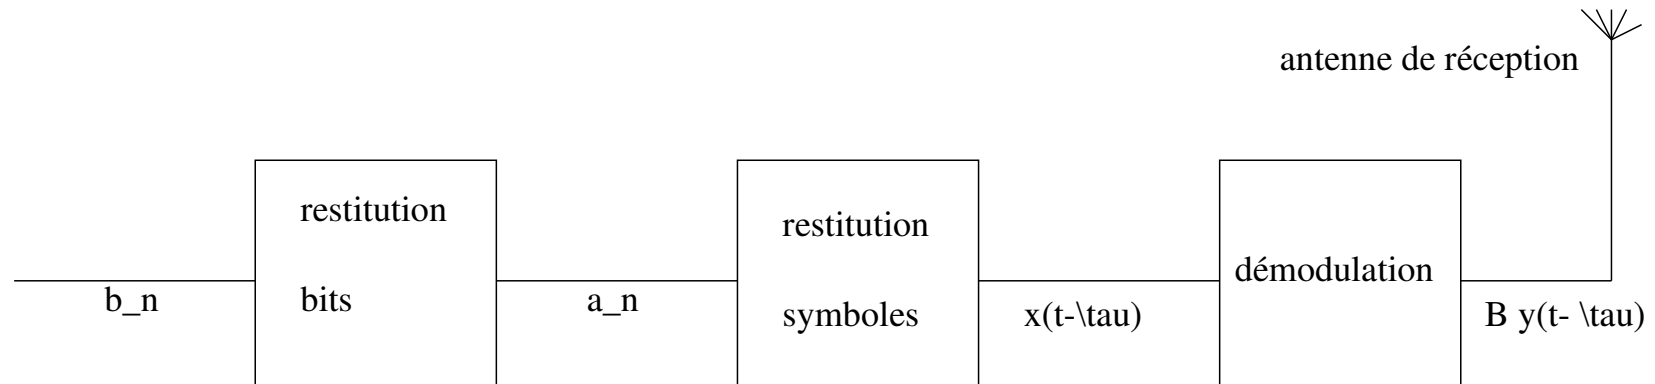 antenne de réception
restitution
bits
restitution
symboles
démodulation
b_n
a_n
x(t-\tau)
B y(t- \tau)